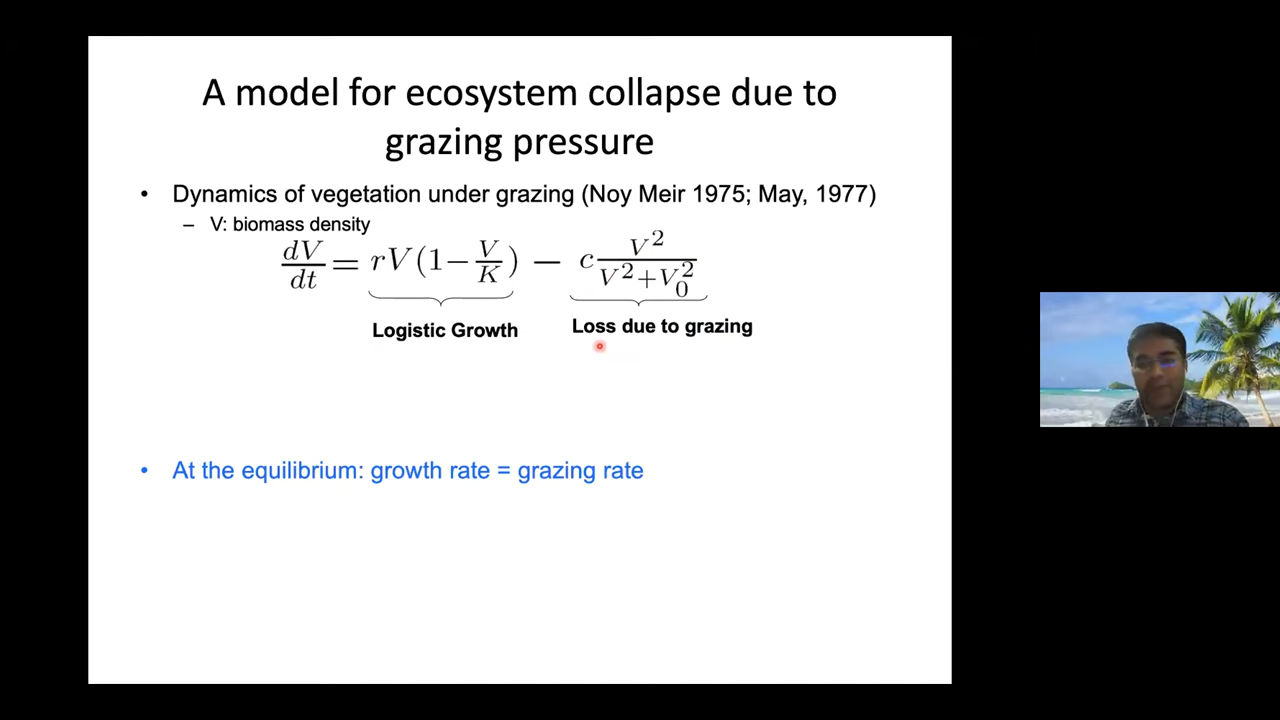 A model for ecosystem collapse due to
grazing pressure
• Dynamics of vegetation under grazing (Noy Meir 1975; May, 1977)
– V: biomass density
dV/dt = rV(1−V/K) − c V²/(V²+V₀²)
Logistic Growth Loss due to grazing
• At the equilibrium: growth rate = grazing rate